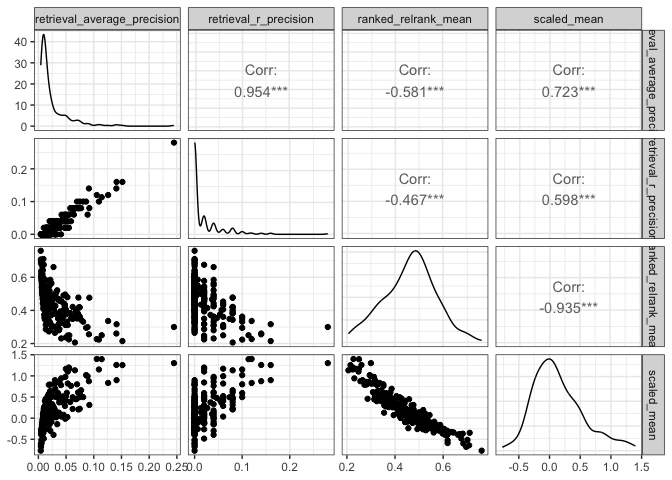 retrieval_average_precision
retrieval_r_precision
ranked_relrank_mean
scaled_mean
40
30
20
10
0
Corr:
0.954***
Corr:
-0.581***
Corr:
0.723***
0.2
0.1
0.0
Corr:
-0.467***
Corr:
0.598***
retrieval_r_precision
0.6
0.4
0.2
Corr:
-0.935***
1.5
1.0
0.5
0.0
-0.5
scaled_mean
0.00 0.05 0.10 0.15 0.20 0.25
0.0 0.1 0.2
0.2 0.4 0.6
-0.5 0.0 0.5 1.0 1.5